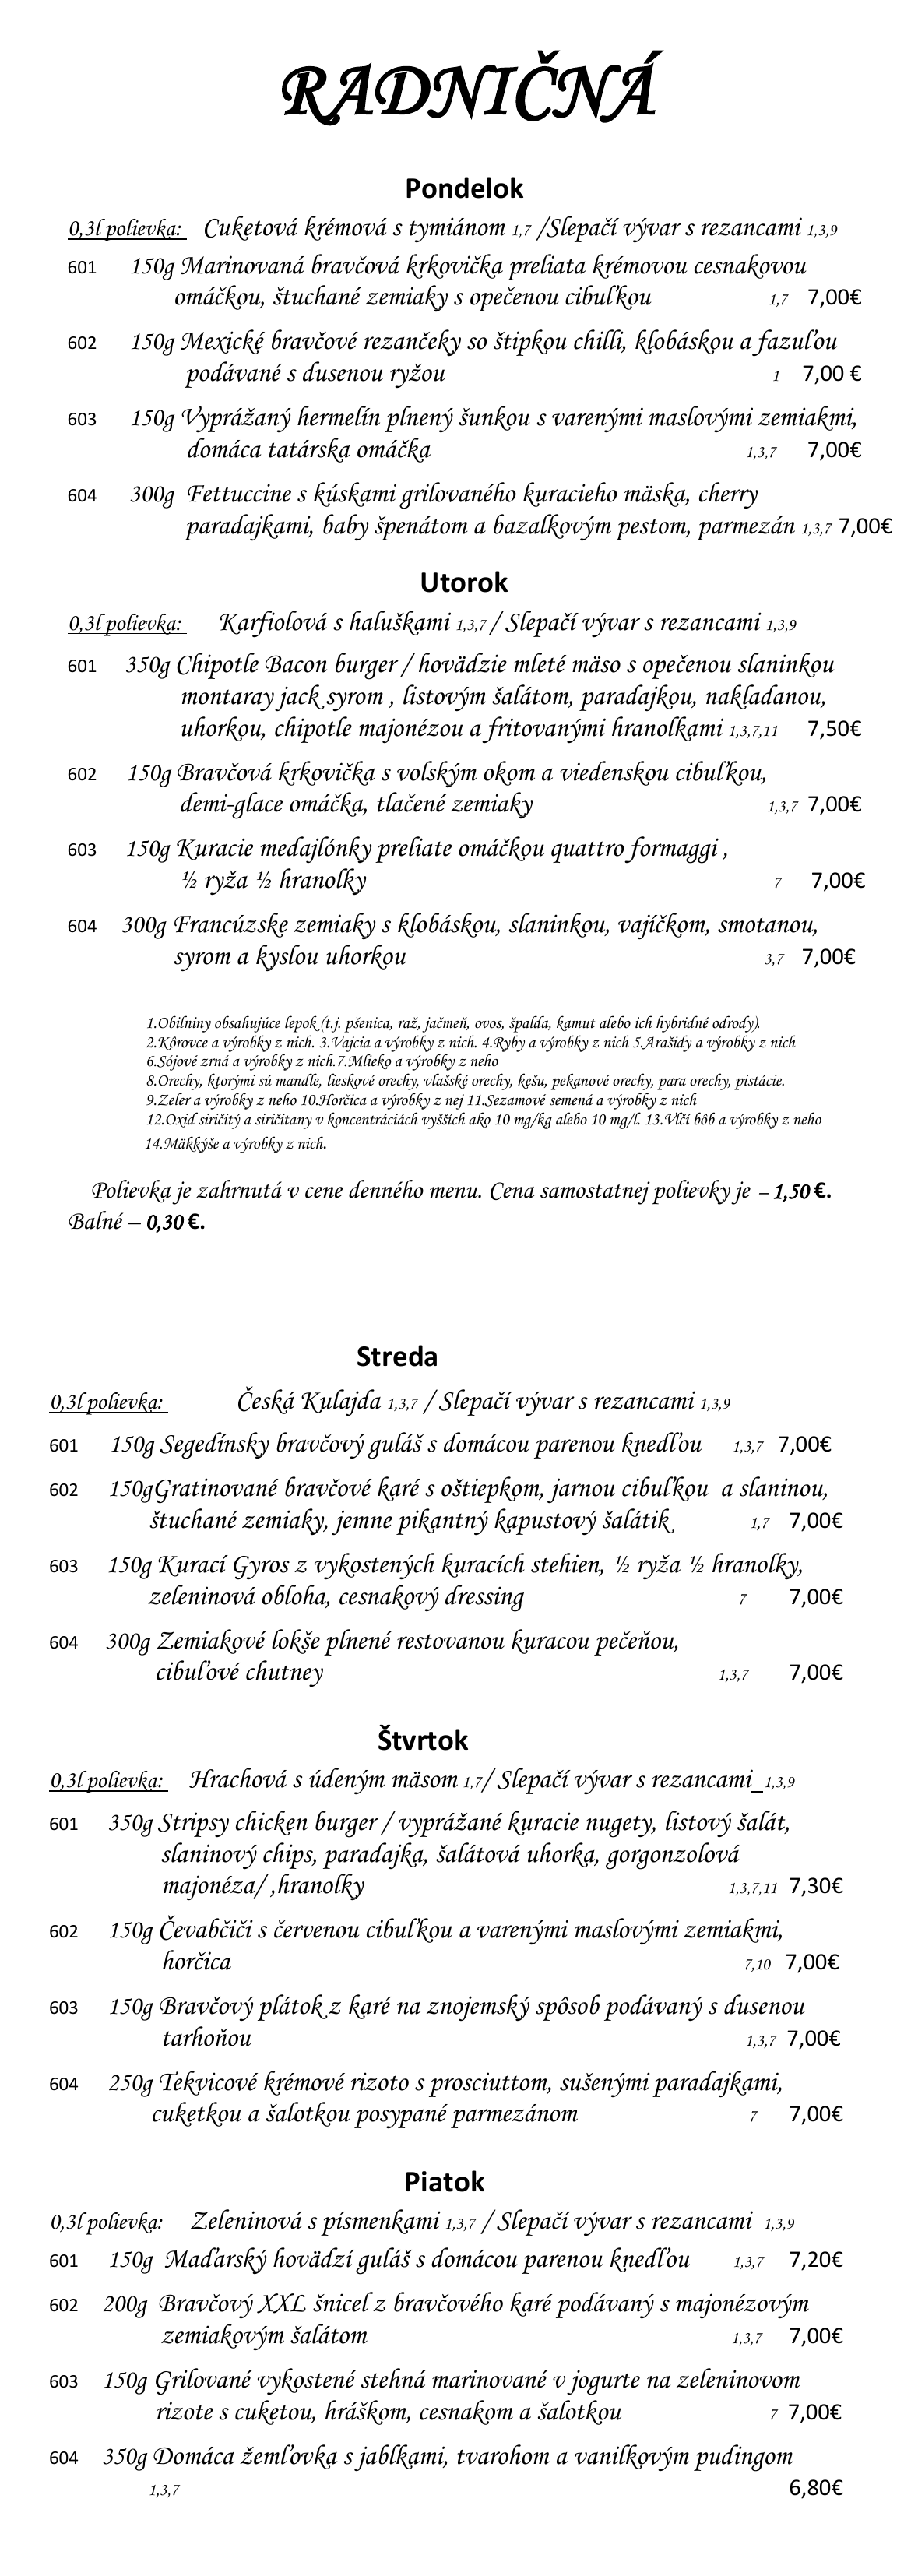 RADNIČNÁ
Pondelok
0,3l polievka: Cuketová krémová s tymiánom 1,7 /Slepačí vývar s rezancami 1,3,9
601 150g Marinovaná bravčová krkovička preliata krémovou cesnakovou
omáčkou, štuchané zemiaky s opečenou cibuľkou 1,7 7,00€
602 150g Mexické bravčové rezančeky so štipkou chilli, klobáskou a fazuľou
podávané s dusenou ryžou 1 7,00 €
603 150g Vyprážaný hermelín plnený šunkou s varenými maslovými zemiakmi,
domáca tatárska omáčka 1,3,7 7,00€
604 300g Fettuccine s kúskami grilovaného kuracieho mäska, cherry
paradajkami, baby špenátom a bazalkovým pestom, parmezán 1,3,7 7,00€
Utorok
0,3l polievka: Karfiolová s haluškami 1,3,7 / Slepačí vývar s rezancami 1,3,9
601 350g Chipotle Bacon burger / hovädzie mleté mäso s opečenou slaninkou
montaray jack syrom , listovým šalátom, paradajkou, nakladanou,
uhorkou, chipotle majonézou a fritovanými hranolkami 1,3,7,11 7,50€
602 150g Bravčová krkovička s volským okom a viedenskou cibuľkou,
demi-glace omáčka, tlačené zemiaky 1,3,7 7,00€
603 150g Kuracie medajlónky preliate omáčkou quattro formaggi ,
½ ryža ½ hranolky 7 7,00€
604 300g Francúzske zemiaky s klobáskou, slaninkou, vajíčkom, smotanou,
syrom a kyslou uhorkou 3,7 7,00€
1.Obilniny obsahujúce lepok (t.j. pšenica, raž, jačmeň, ovos, špalda, kamut alebo ich hybridné odrody).
2.Kôrovce a výrobky z nich. 3.Vajcia a výrobky z nich. 4.Ryby a výrobky z nich 5.Arašidy a výrobky z nich
6.Sójové zrná a výrobky z nich.7.Mlieko a výrobky z neho
8.Orechy, ktorými sú mandle, lieskové orechy, vlašské orechy, kešu, pekanové orechy, para orechy, pistácie.
9.Zeler a výrobky z neho 10.Horčica a výrobky z nej 11.Sezamové semená a výrobky z nich
12.Oxid siričitý a siričitany v koncentráciách vyšších ako 10 mg/kg alebo 10 mg/l. 13.Vlčí bôb a výrobky z neho
14.Mäkkýše a výrobky z nich.
Polievka je zahrnutá v cene denného menu. Cena samostatnej polievky je – 1,50 €.
Balné – 0,30 €.
Streda
0,3l polievka: Česká Kulajda 1,3,7 / Slepačí vývar s rezancami 1,3,9
601 150g Segedínsky bravčový guláš s domácou parenou knedľou 1,3,7 7,00€
602 150gGratinované bravčové karé s oštiepkom, jarnou cibuľkou a slaninou,
štuchané zemiaky, jemne pikantný kapustový šalátik 1,7 7,00€
603 150g Kurací Gyros z vykostených kuracích stehien, ½ ryža ½ hranolky,
zeleninová obloha, cesnakový dressing 7 7,00€
604 300g Zemiakové lokše plnené restovanou kuracou pečeňou,
cibuľové chutney 1,3,7 7,00€
Štvrtok
0,3l polievka: Hrachová s údeným mäsom 1,7/ Slepačí vývar s rezancami_1,3,9
601 350g Stripsy chicken burger / vyprážané kuracie nugety, listový šalát,
slaninový chips, paradajka, šalátová uhorka, gorgonzolová
majonéza/ ,hranolky 1,3,7,11 7,30€
602 150g Čevabčiči s červenou cibuľkou a varenými maslovými zemiakmi,
horčica 7,10 7,00€
603 150g Bravčový plátok z karé na znojemský spôsob podávaný s dusenou
tarhoňou 1,3,7 7,00€
604 250g Tekvicové krémové rizoto s prosciuttom, sušenými paradajkami,
cuketkou a šalotkou posypané parmezánom 7 7,00€
Piatok
0,3l polievka: Zeleninová s písmenkami 1,3,7 / Slepačí vývar s rezancami 1,3,9
601 150g Maďarský hovädzí guláš s domácou parenou knedľou 1,3,7 7,20€
602 200g Bravčový XXL šnicel z bravčového karé podávaný s majonézovým
zemiakovým šalátom 1,3,7 7,00€
603 150g Grilované vykostené stehná marinované v jogurte na zeleninovom
rizote s cuketou, hráškom, cesnakom a šalotkou 7 7,00€
604 350g Domáca žemľovka s jablkami, tvarohom a vanilkovým pudingom
1,3,7 6,80€